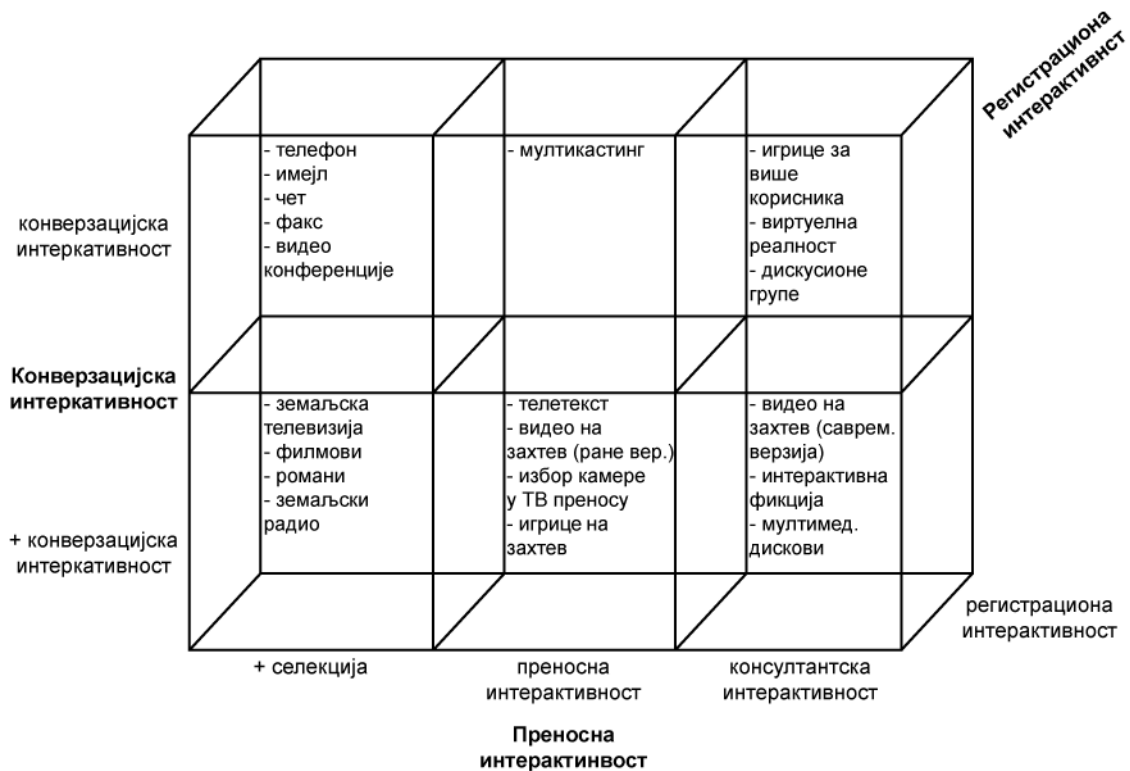 Регистрациона
интерактивнст
- телефон
- имејл
- чет
- факс
- видео
конференције
- мултикастинг
- игрице за
више
корисника
- виртуелна
реалност
- дискусионе
групе
конверзацијска
интеркативност
Конверзацијска
интеркативност
- земаљска
телевизија
- филмови
- романи
- земаљски
радио
- телетекст
- видео на
захтев (ране вер.)
- избор камере
у ТВ преносу
- игрице на
захтев
- видео на
захтев (саврем.
верзија)
- интерактивна
фикција
- мултимед.
дискови
+ конверзацијска
интеркативност
регистрациона
интерактивност
+ селекција
преносна
интерактивност
консултантска
интерактивност
Преносна
интерактинвост